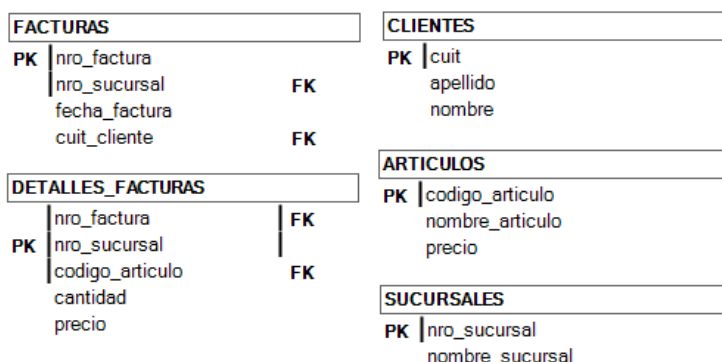 FACTURAS
PK nro_factura
nro_sucursal FK
fecha_factura
cuit_cliente FK
DETALLES_FACTURAS
nro_factura FK
PK nro_sucursal
codigo_articulo FK
cantidad
precio
CLIENTES
PK cuit
apellido
nombre
ARTICULOS
PK codigo_articulo
nombre_articulo
precio
SUCURSALES
PK nro_sucursal
nombre_sucursal